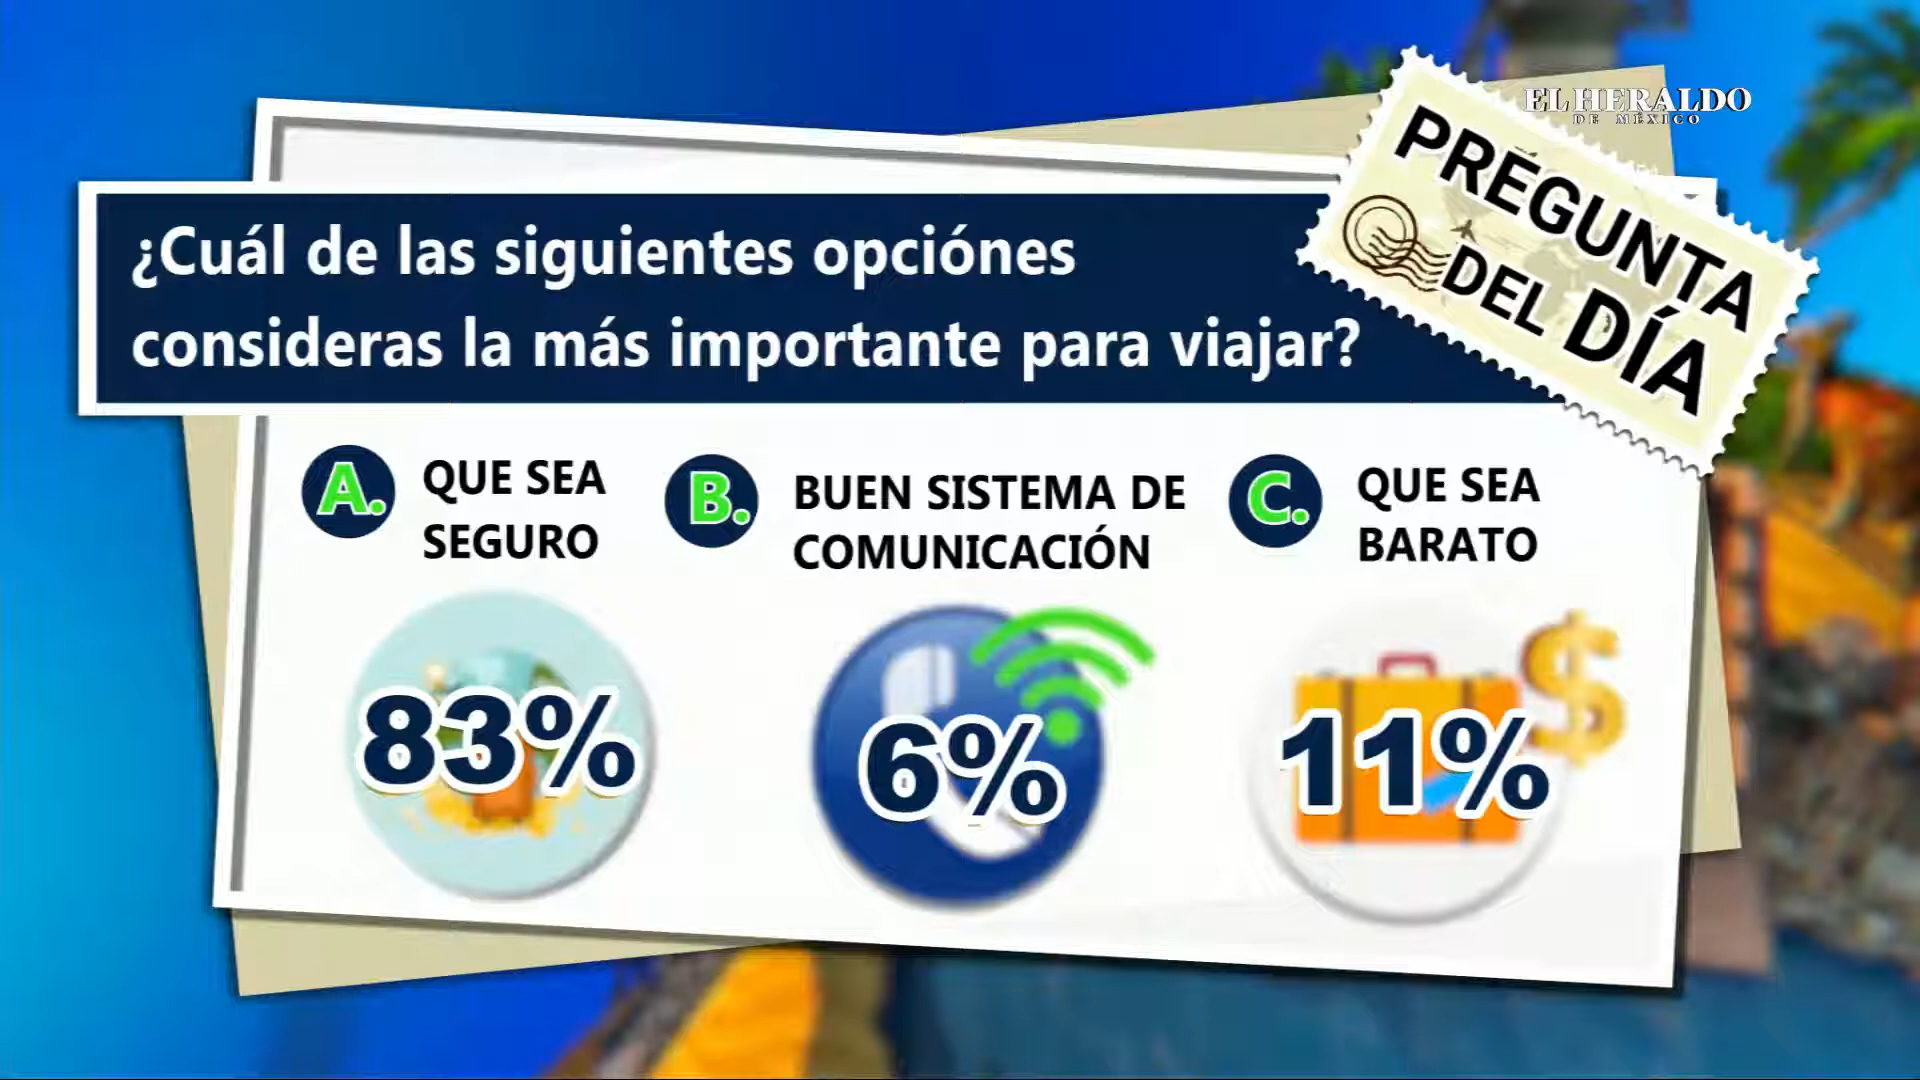 EL HERALDO
DE MÉXICO
PREGUNTA
DEL DÍA
¿Cuál de las siguientes opciónes
consideras la más importante para viajar?
A. QUE SEA
SEGURO
B. BUEN SISTEMA DE
COMUNICACIÓN
C. QUE SEA
BARATO
83%
6%
11%
$